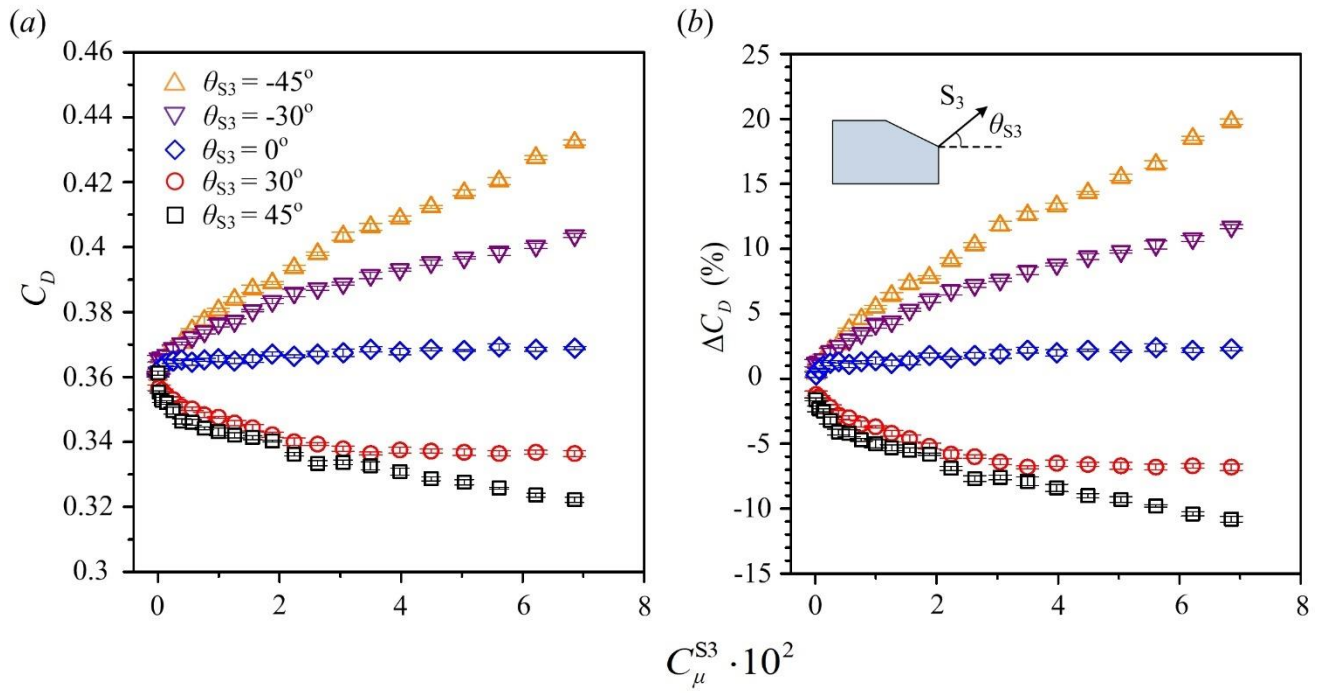 (a)
0.46
0.44
0.42
0.4
0.38
0.36
0.34
0.32
0.3
C_D
θ_S3 = -45°
θ_S3 = -30°
θ_S3 = 0°
θ_S3 = 30°
θ_S3 = 45°
0 2 4 6 8
(b)
25
20
15
10
5
0
-5
-10
-15
ΔC_D (%)
S_3
θ_S3
0 2 4 6 8
C_μ^S3 · 10^2